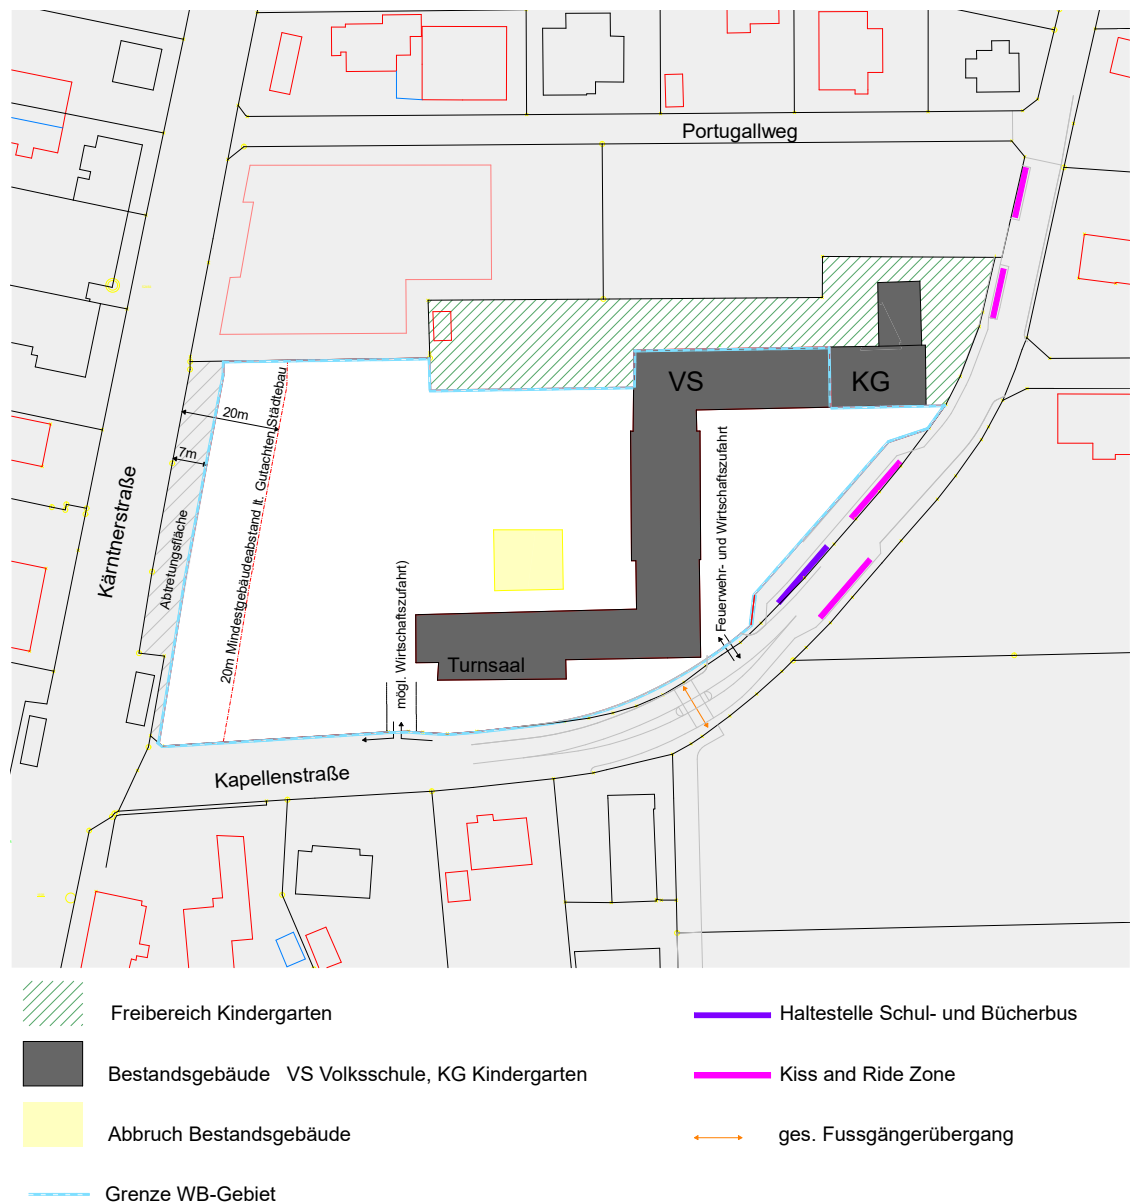 Portugallweg
VS
KG
20m
7m
Kärntnerstraße
Abtretungsfläche
20m Mindestgebäudeabstand lt. Gutachten Städtebau
Feuerwehr- und Wirtschaftszufahrt
mögl. Wirtschaftszufahrt)
Turnsaal
Kapellenstraße
Freibereich Kindergarten
Haltestelle Schul- und Bücherbus
Bestandsgebäude VS Volksschule, KG Kindergarten
Kiss and Ride Zone
Abbruch Bestandsgebäude
ges. Fussgängerübergang
Grenze WB-Gebiet